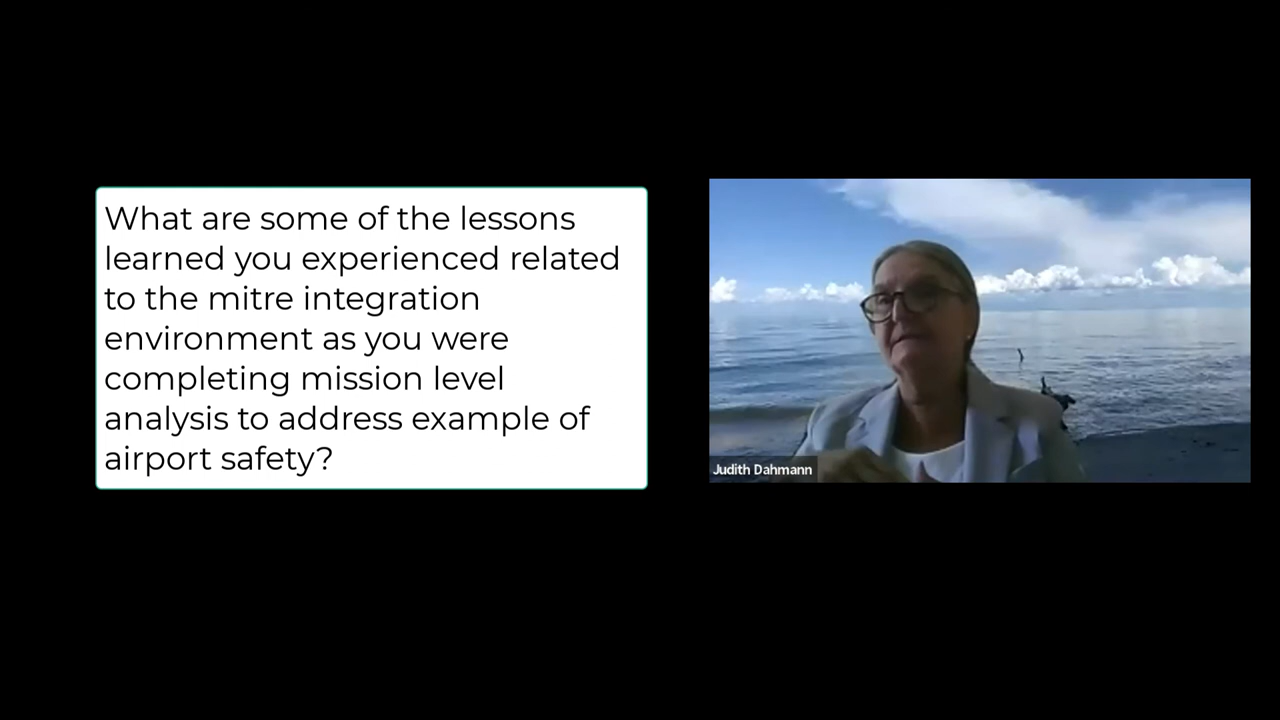 What are some of the lessons
learned you experienced related
to the mitre integration
environment as you were
completing mission level
analysis to address example of
airport safety?
Judith Dahmann